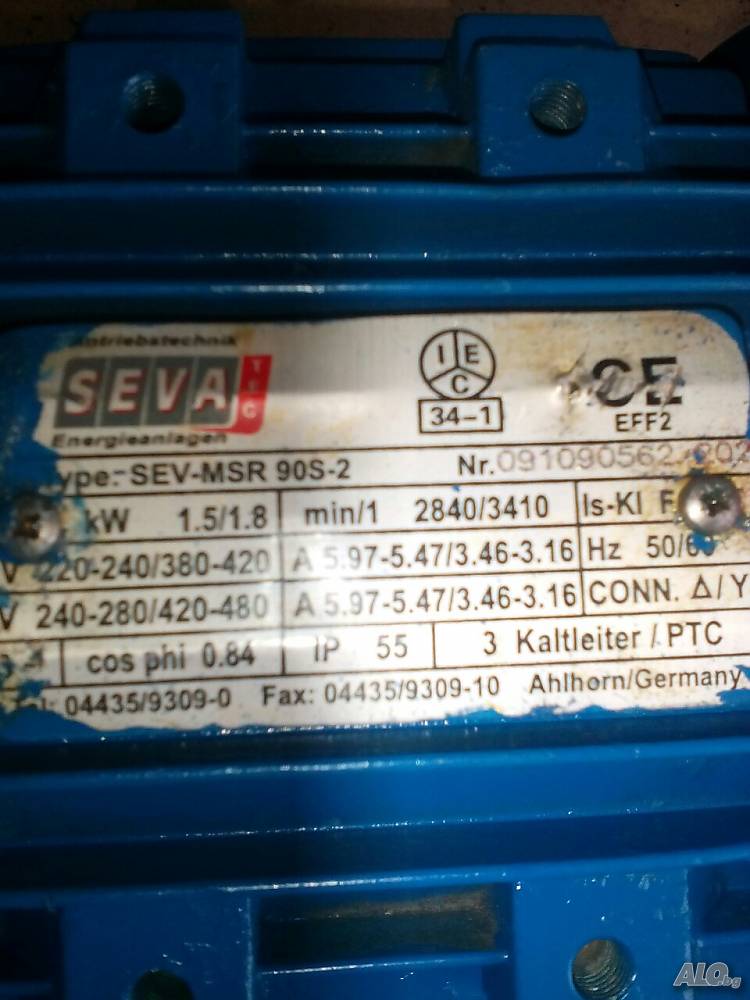 Antriebstechnik
SEVA TEC
Energieanlagen
I E C
34-1
CE
EFF2
ype:-SEV-MSR 90S-2 Nr. 091090562
kW 1.5/1.8 min/1 2840/3410 Is-Kl F
V 220-240/380-420 A 5.97-5.47/3.46-3.16 Hz 50/60
V 240-280/420-480 A 5.97-5.47/3.46-3.16 CONN. Δ/Y
cos phi 0.84 IP 55 3 Kaltleiter / PTC
04435/9309-0 Fax: 04435/9309-10 Ahlhorn/Germany
ALO.bg